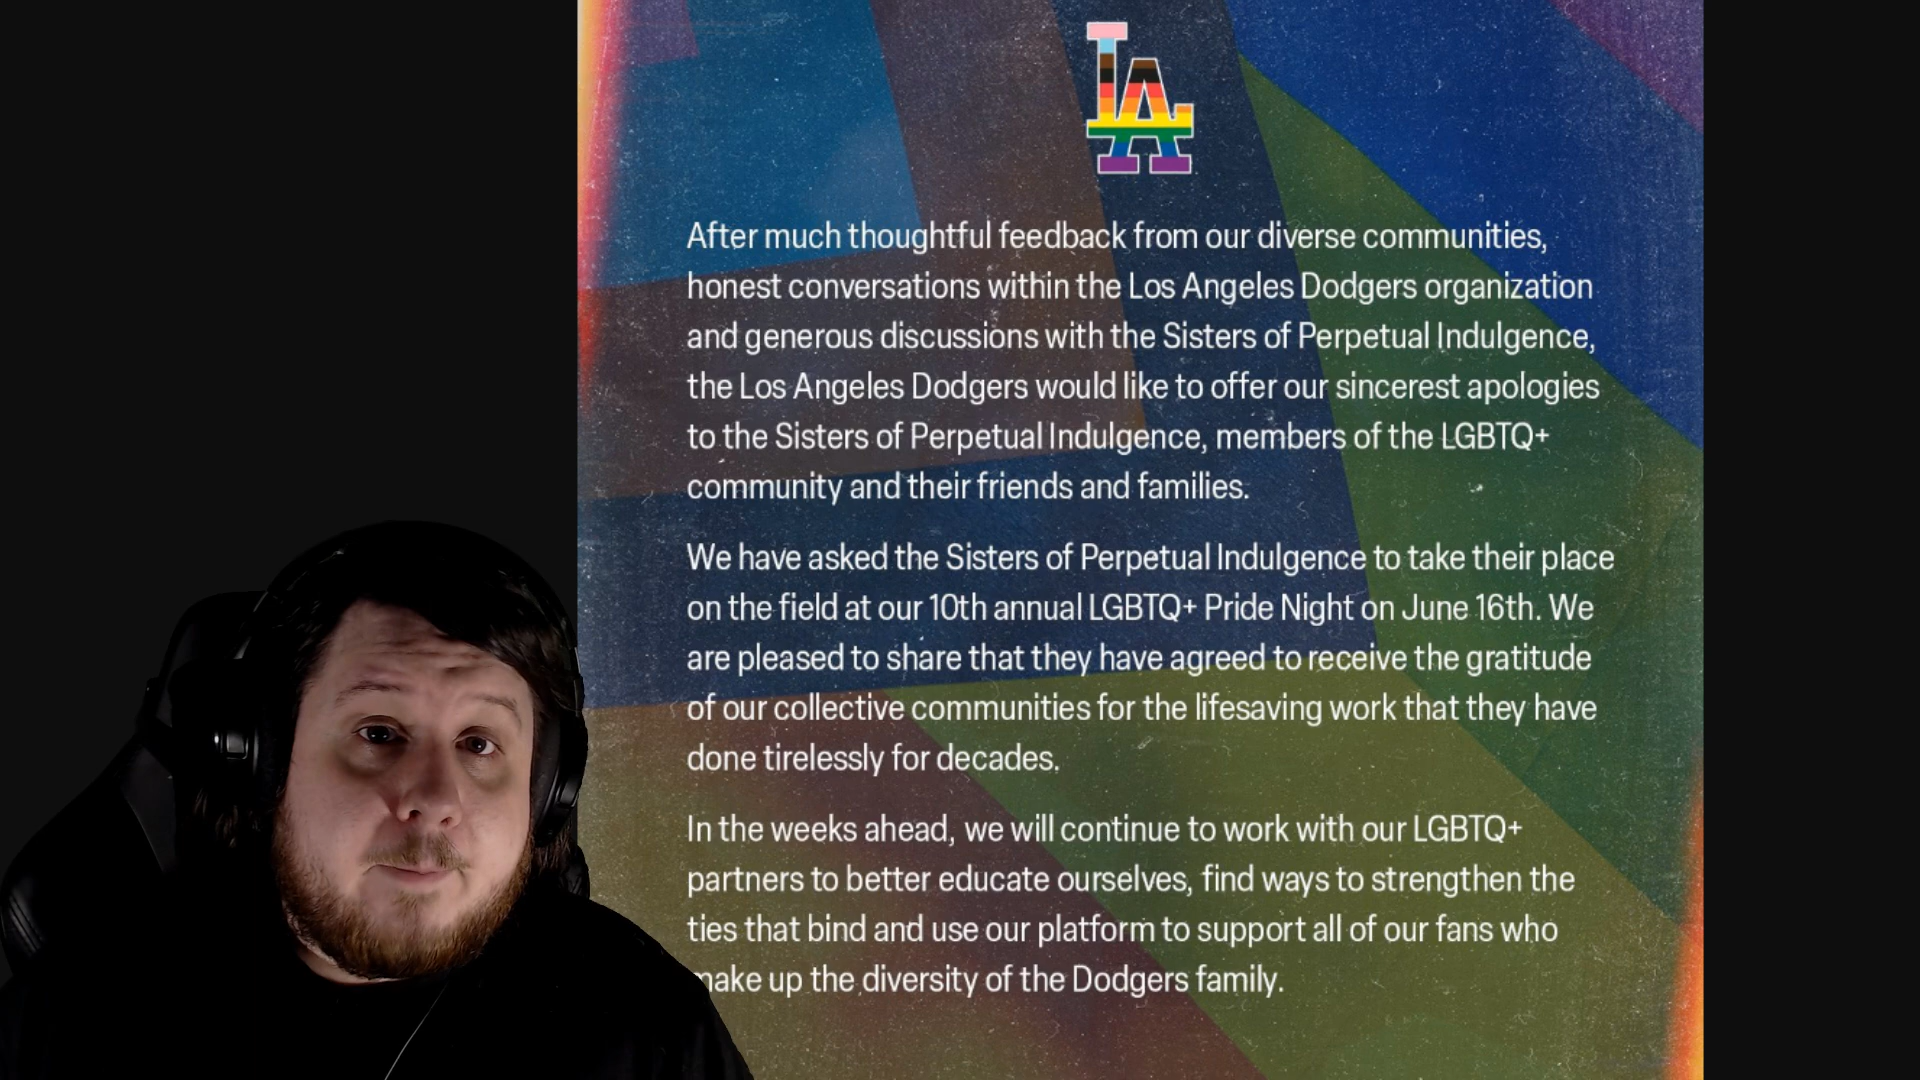 LA
After much thoughtful feedback from our diverse communities,
honest conversations within the Los Angeles Dodgers organization
and generous discussions with the Sisters of Perpetual Indulgence,
the Los Angeles Dodgers would like to offer our sincerest apologies
to the Sisters of Perpetual Indulgence, members of the LGBTQ+
community and their friends and families.
We have asked the Sisters of Perpetual Indulgence to take their place
on the field at our 10th annual LGBTQ+ Pride Night on June 16th. We
are pleased to share that they have agreed to receive the gratitude
of our collective communities for the lifesaving work that they have
done tirelessly for decades.
In the weeks ahead, we will continue to work with our LGBTQ+
partners to better educate ourselves, find ways to strengthen the
ties that bind and use our platform to support all of our fans who
make up the diversity of the Dodgers family.